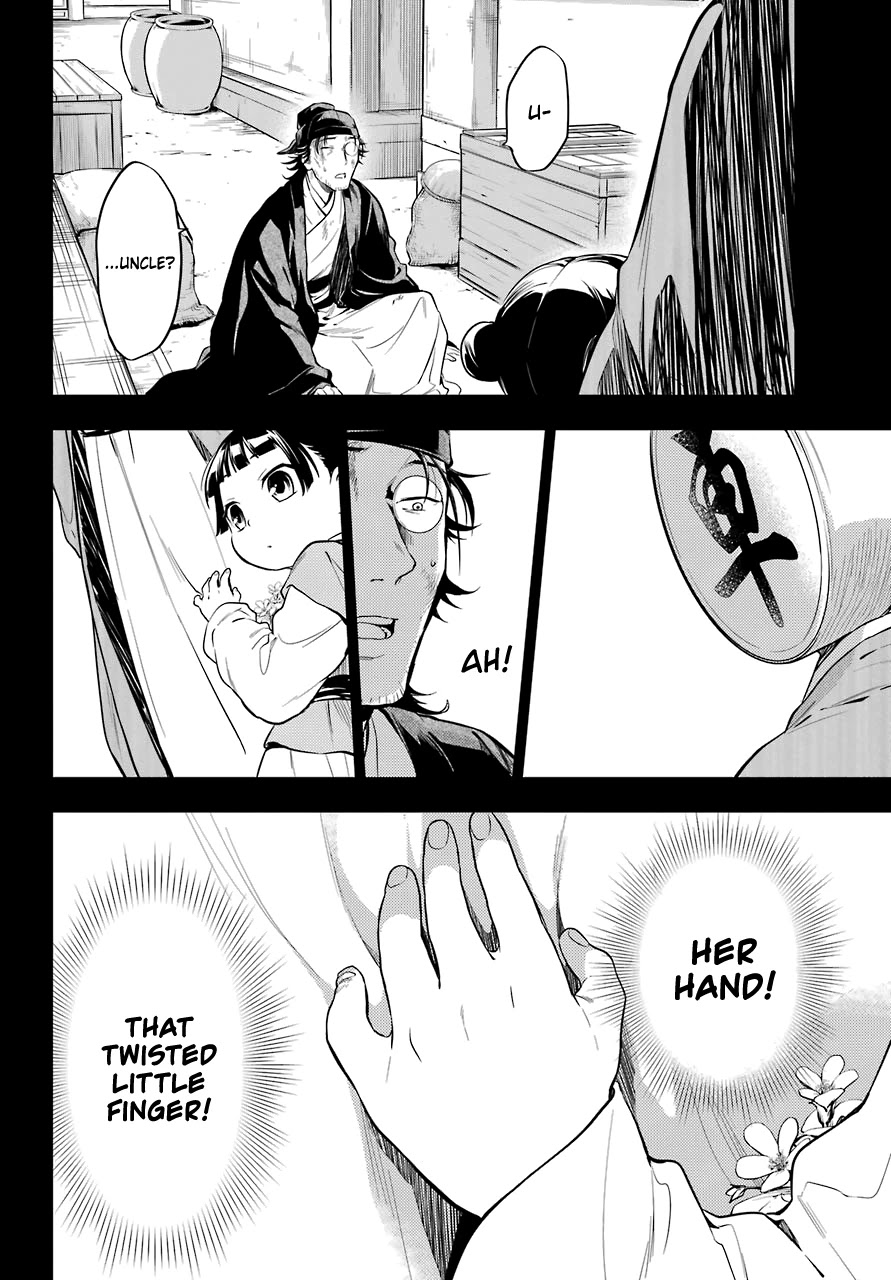 U-
...UNCLE?
AH!
HER
HAND!
THAT
TWISTED
LITTLE
FINGER!